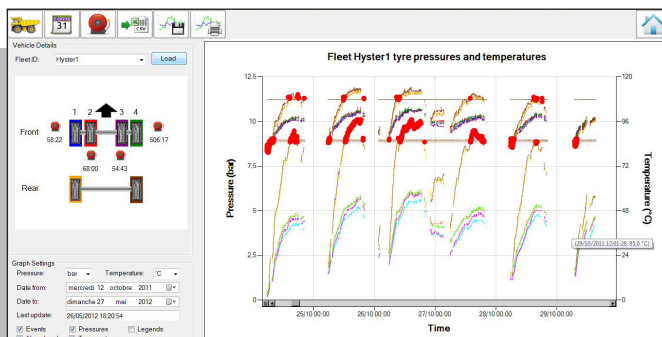 31
CSV
Vehicle Details
Fleet ID: Hyster1 Load
1 2 3 4
Front
58:22 506:17
68:00 54:43
Rear
Graph Settings
Pressure: bar Temperature: °C
Date from: mercredi 12 octobre 2011
Date to: dimanche 27 mai 2012
Last update: 26/05/2012 18:20:54
Events Pressures Legends
Fleet Hyster1 tyre pressures and temperatures
Pressure (bar)
12.5
10
7.5
5
2.5
0
120
96
72
48
24
0
Temperature (°C)
(29/10/2011 12:01:28, 85,0 °C)
25/10 00:00 26/10 00:00 27/10 00:00 28/10 00:00 29/10 00:00
Time